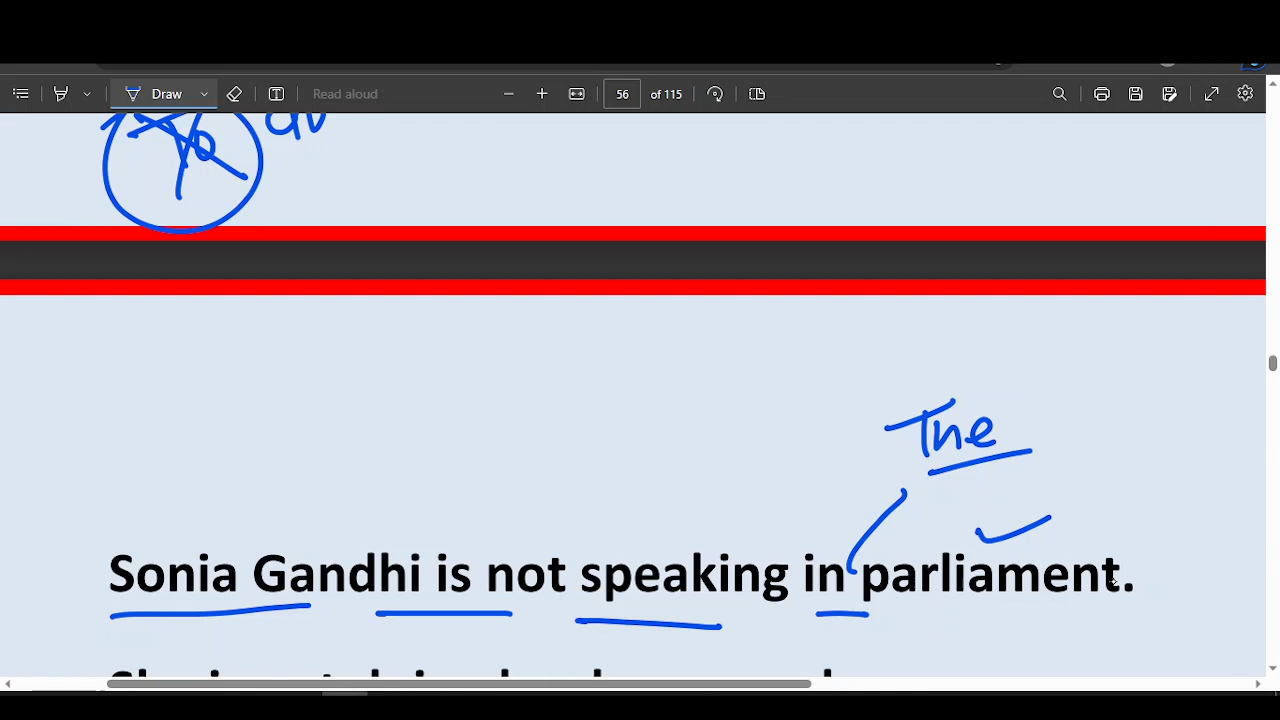 Draw
Read aloud
56 of 115
The
Sonia Gandhi is not speaking in parliament.